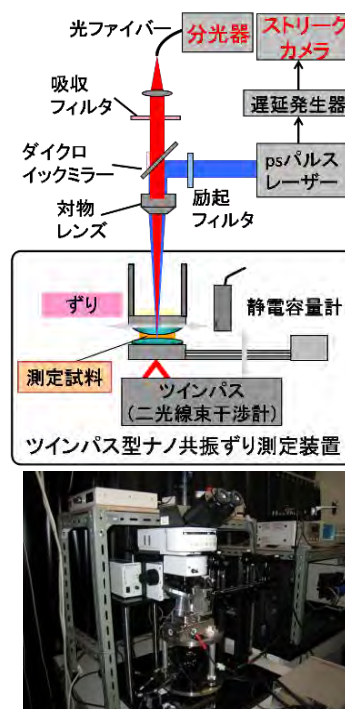 光ファイバー
分光器
ストリーク
カメラ
吸収
フィルタ
遅延発生器
ダイクロ
イックミラー
psパルス
レーザー
対物
レンズ
励起
フィルタ
ずり
静電容量計
測定試料
ツインパス
(二光線束干渉計)
ツインパス型ナノ共振ずり測定装置